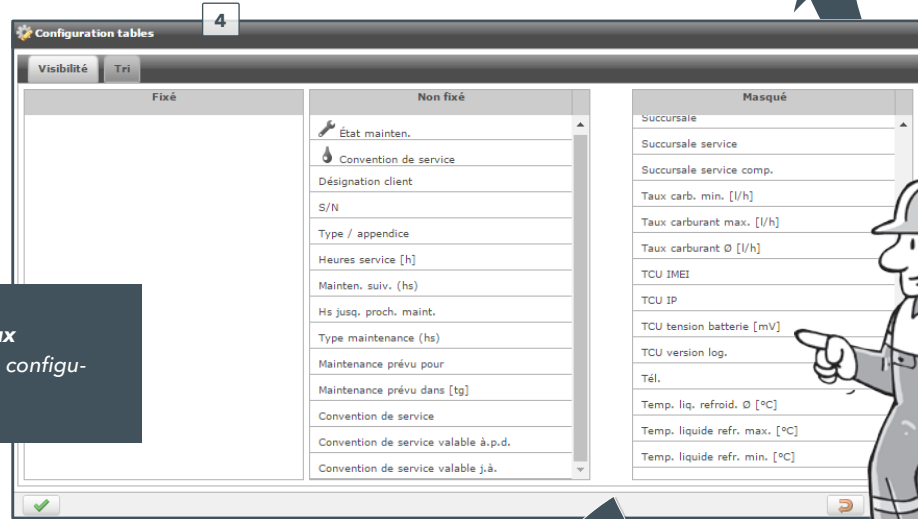 4
Configuration tables
Visibilité
Tri
Fixé
Non fixé
État mainten.
Convention de service
Désignation client
S/N
Type / appendice
Heures service [h]
Mainten. suiv. (hs)
Hs jusq. proch. maint.
Type maintenance (hs)
Maintenance prévu pour
Maintenance prévu dans [tg]
Convention de service
Convention de service valable à.p.d.
Convention de service valable j.à.
Masqué
Succursale
Succursale service
Succursale service comp.
Taux carb. min. [l/h]
Taux carburant max. [l/h]
Taux carburant Ø [l/h]
TCU IMEI
TCU IP
TCU tension batterie [mV]
TCU version log.
Tél.
Temp. liq. refroid. Ø [°C]
Temp. liquide refr. max. [°C]
Temp. liquide refr. min. [°C]
ux
configu-